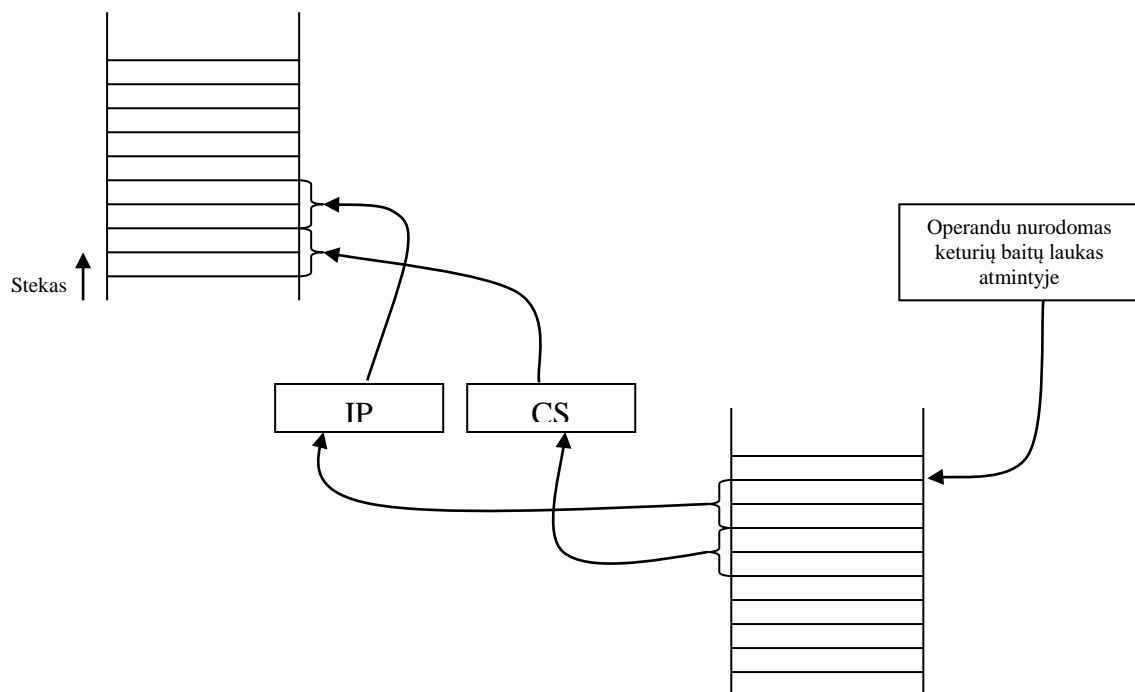 Operandu nurodomas
keturių baitų laukas
atmintyje
Stekas
IP
CS